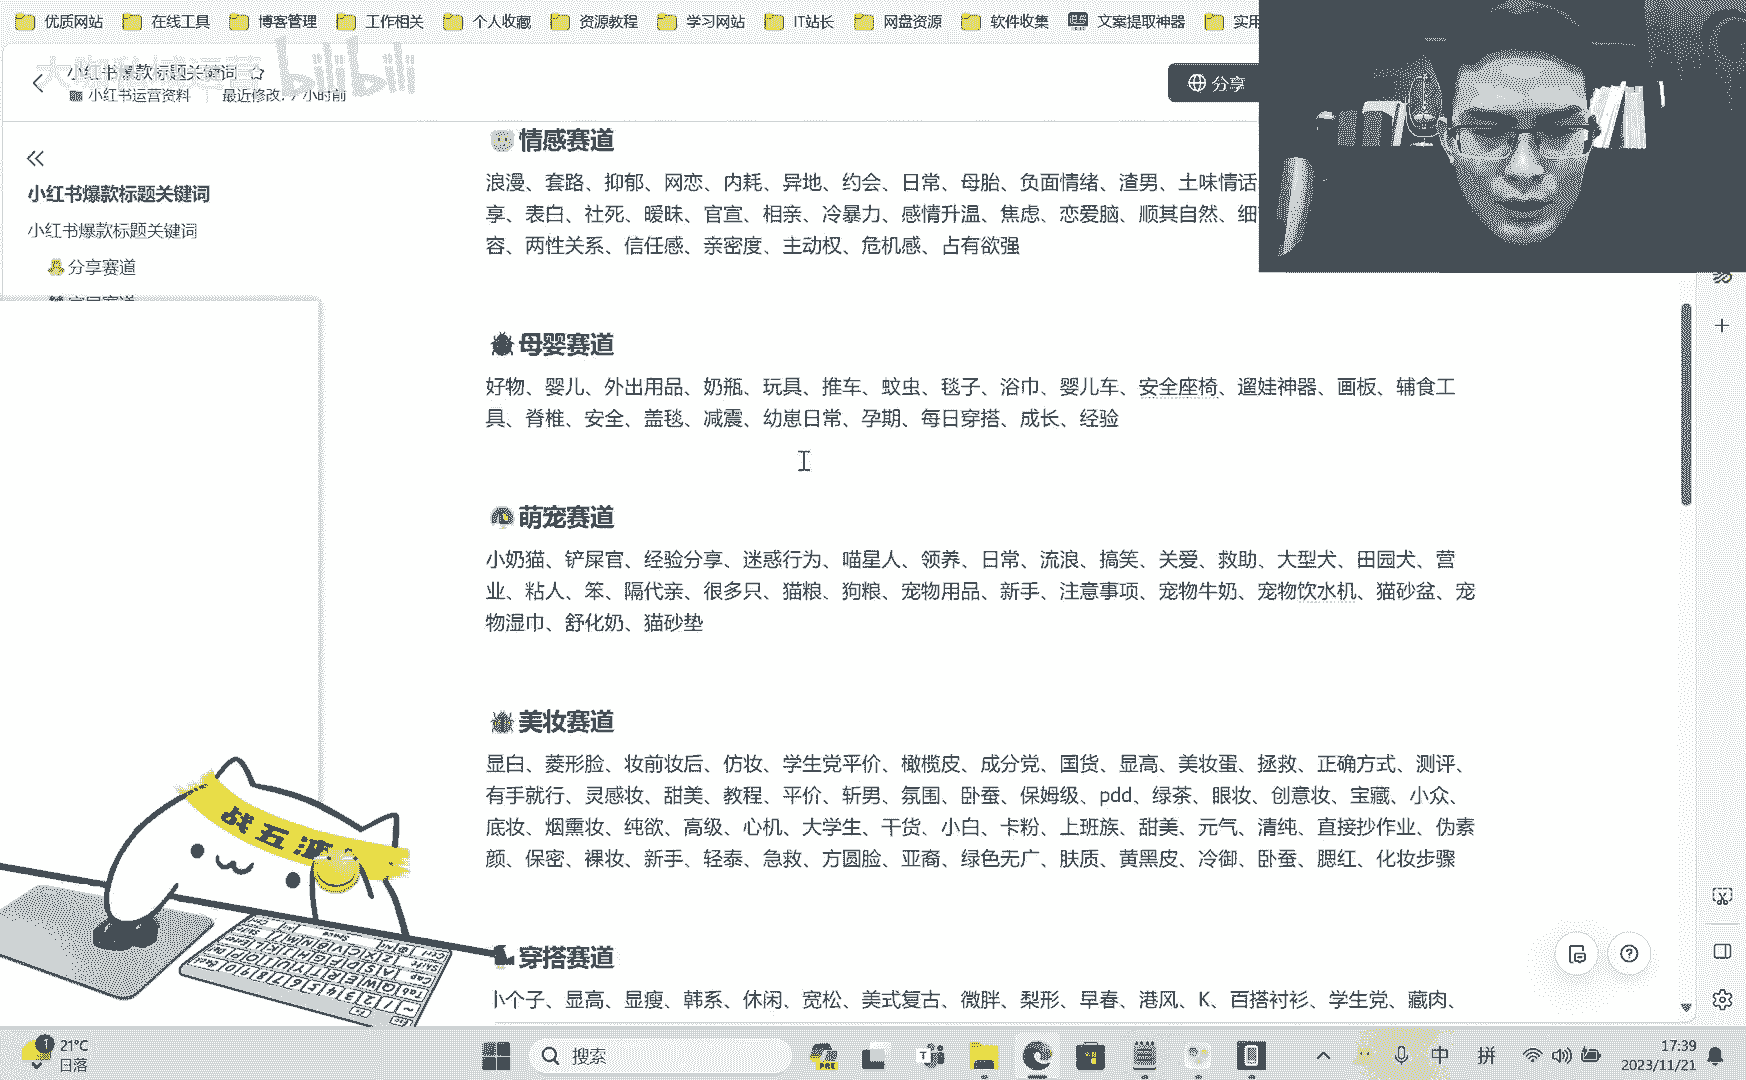 优质网站 在线工具 博客管理 工作相关 个人收藏 资源教程 学习网站 IT站长 网盘资源 软件收集 文案提取神器 实用
小红书爆款标题关键词
bilibili
小红书运营资料 最近修改: 7 小时前
分享
小红书爆款标题关键词
小红书爆款标题关键词
分享赛道
情感赛道
浪漫、套路、抑郁、网恋、内耗、异地、约会、日常、母胎、负面情绪、渣男、土味情话
享、表白、社死、暧昧、官宣、相亲、冷暴力、感情升温、焦虑、恋爱脑、顺其自然、细
容、两性关系、信任感、亲密度、主动权、危机感、占有欲强
母婴赛道
好物、婴儿、外出用品、奶瓶、玩具、推车、蚊虫、毯子、浴巾、婴儿车、安全座椅、遛娃神器、画板、辅食工
具、脊椎、安全、盖毯、减震、幼崽日常、孕期、每日穿搭、成长、经验
萌宠赛道
小奶猫、铲屎官、经验分享、迷惑行为、喵星人、领养、日常、流浪、搞笑、关爱、救助、大型犬、田园犬、营
业、粘人、笨、隔代亲、很多只、猫粮、狗粮、宠物用品、新手、注意事项、宠物牛奶、宠物饮水机、猫砂盆、宠
物湿巾、舒化奶、猫砂垫
美妆赛道
显白、菱形脸、妆前妆后、仿妆、学生党平价、橄榄皮、成分党、国货、显高、美妆蛋、拯救、正确方式、测评、
有手就行、灵感妆、甜美、教程、平价、斩男、氛围、卧蚕、保姆级、pdd、绿茶、眼妆、创意妆、宝藏、小众、
底妆、烟熏妆、纯欲、高级、心机、大学生、干货、小白、卡粉、上班族、甜美、元气、清纯、直接抄作业、伪素
颜、保密、裸妆、新手、轻泰、急救、方圆脸、亚裔、绿色无广、肤质、黄黑皮、冷御、卧蚕、腮红、化妆步骤
穿搭赛道
小个子、显高、显瘦、韩系、休闲、宽松、美式复古、微胖、梨形、早春、港风、K、百搭衬衫、学生党、藏肉、
战五渣
21°C
日落
搜索
中 拼
17:39
2023/11/21